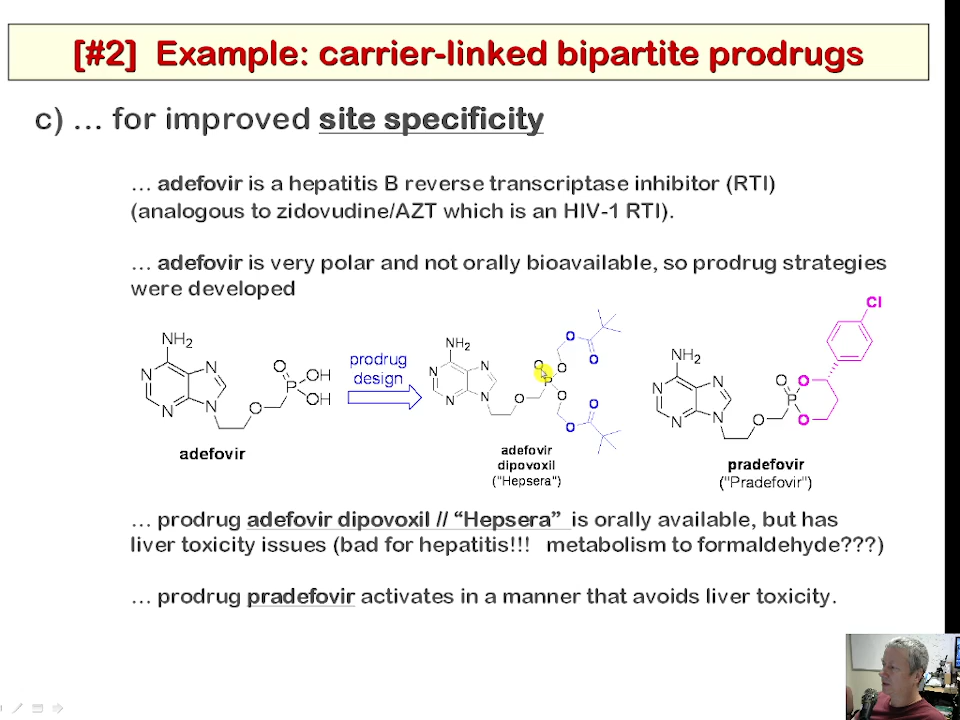 [#2] Example: carrier-linked bipartite prodrugs
c) ... for improved site specificity
... adefovir is a hepatitis B reverse transcriptase inhibitor (RTI)
(analogous to zidovudine/AZT which is an HIV-1 RTI).
... adefovir is very polar and not orally bioavailable, so prodrug strategies
were developed
NH2
N
N
N
N
O
O
P
OH
OH
adefovir
prodrug
design
NH2
N
N
N
N
O
O
P
O
O
O
O
O
O
adefovir
dipovoxil
("Hepsera")
NH2
N
N
N
N
O
O
P
O
O
Cl
pradefovir
("Pradefovir")
... prodrug adefovir dipovoxil // “Hepsera” is orally available, but has
liver toxicity issues (bad for hepatitis!!! metabolism to formaldehyde???)
... prodrug pradefovir activates in a manner that avoids liver toxicity.